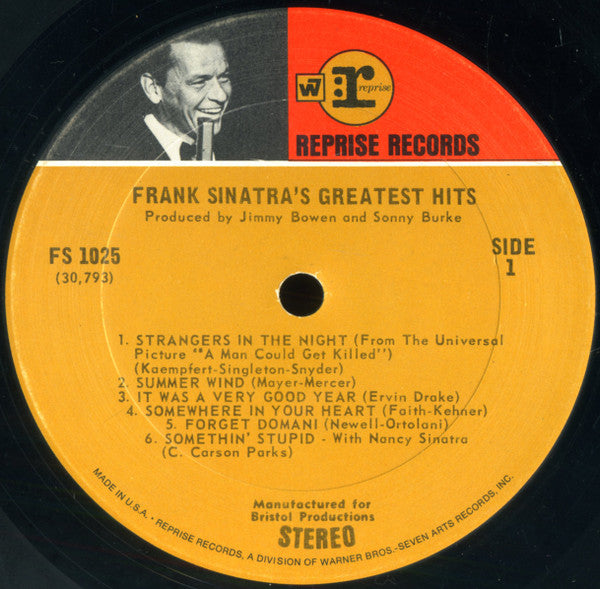 W7 r: reprise
REPRISE RECORDS
FRANK SINATRA'S GREATEST HITS
Produced by Jimmy Bowen and Sonny Burke
FS 1025
(30,793)
SIDE
1
1. STRANGERS IN THE NIGHT (From The Universal
Picture ""A Man Could Get Killed")
(Kaempfert-Singleton-Snyder)
2. SUMMER WIND (Mayer-Mercer)
3. IT WAS A VERY GOOD YEAR (Ervin Drake)
4. SOMEWHERE IN YOUR HEART (Faith-Kehner)
5. FORGET DOMANI (Newell-Ortolani)
6. SOMETHIN' STUPID - With Nancy Sinatra
(C. Carson Parks)
Manufactured for
Bristol Productions
STEREO
MADE IN U.S.A. • REPRISE RECORDS, A DIVISION OF WARNER BROS.-SEVEN ARTS RECORDS, INC.